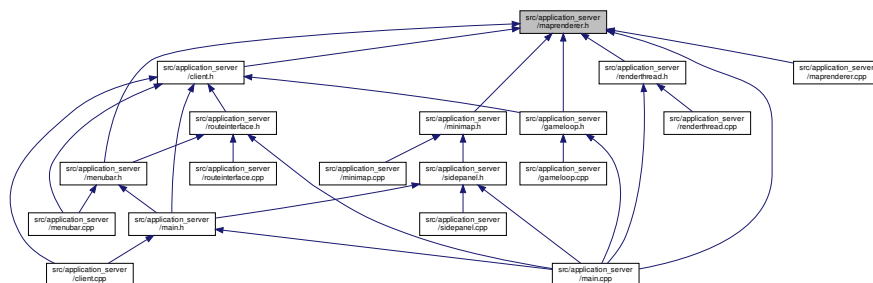 src/application_server
/maprenderer.h
src/application_server
/client.h
src/application_server
/renderthread.h
src/application_server
/maprenderer.cpp
src/application_server
/routeinterface.h
src/application_server
/minimap.h
src/application_server
/gameloop.h
src/application_server
/renderthread.cpp
src/application_server
/menubar.h
src/application_server
/routeinterface.cpp
src/application_server
/minimap.cpp
src/application_server
/sidepanel.h
src/application_server
/gameloop.cpp
src/application_server
/menubar.cpp
src/application_server
/main.h
src/application_server
/sidepanel.cpp
src/application_server
/client.cpp
src/application_server
/main.cpp